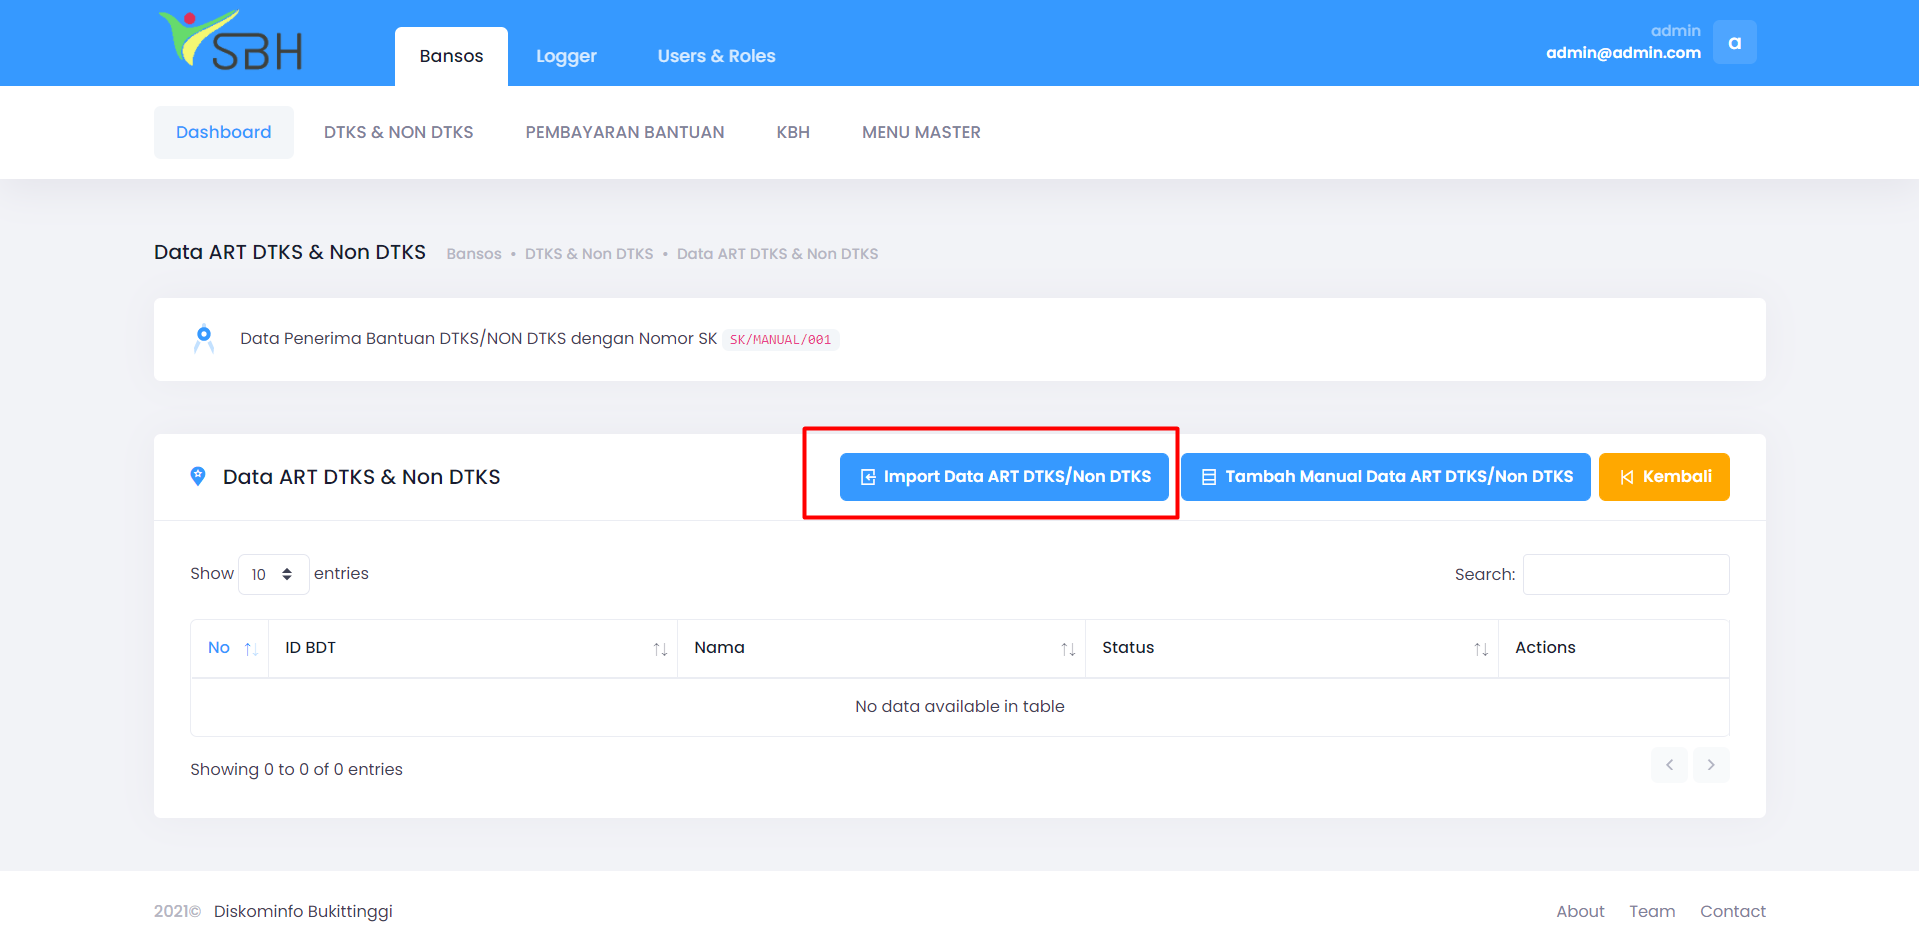 SBH
Bansos
Logger
Users & Roles
admin
admin@admin.com
a
Dashboard
DTKS & NON DTKS
PEMBAYARAN BANTUAN
KBH
MENU MASTER
Data ART DTKS & Non DTKS
Bansos • DTKS & Non DTKS • Data ART DTKS & Non DTKS
Data Penerima Bantuan DTKS/NON DTKS dengan Nomor SK SK/MANUAL/001
Data ART DTKS & Non DTKS
Import Data ART DTKS/Non DTKS
Tambah Manual Data ART DTKS/Non DTKS
Kembali
Show 10 entries
Search:
No
ID BDT
Nama
Status
Actions
No data available in table
Showing 0 to 0 of 0 entries
2021© Diskominfo Bukittinggi
About
Team
Contact